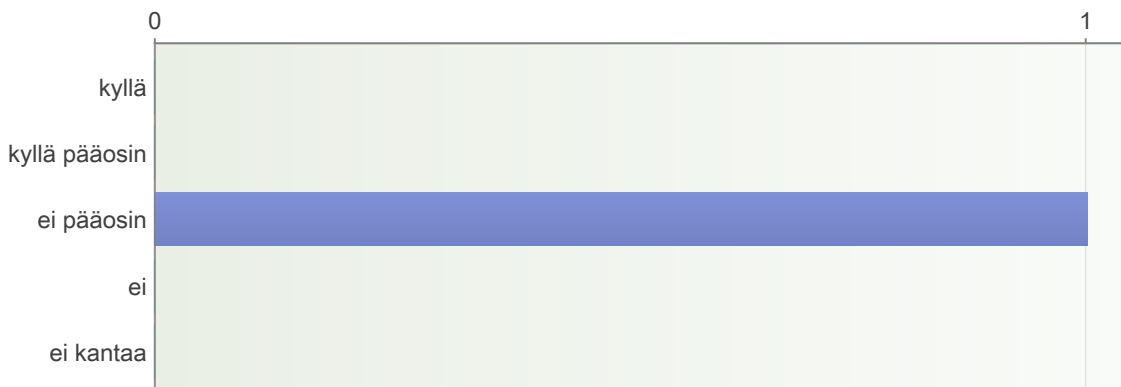 0 1
kyllä
kyllä pääosin
ei pääosin
ei
ei kantaa